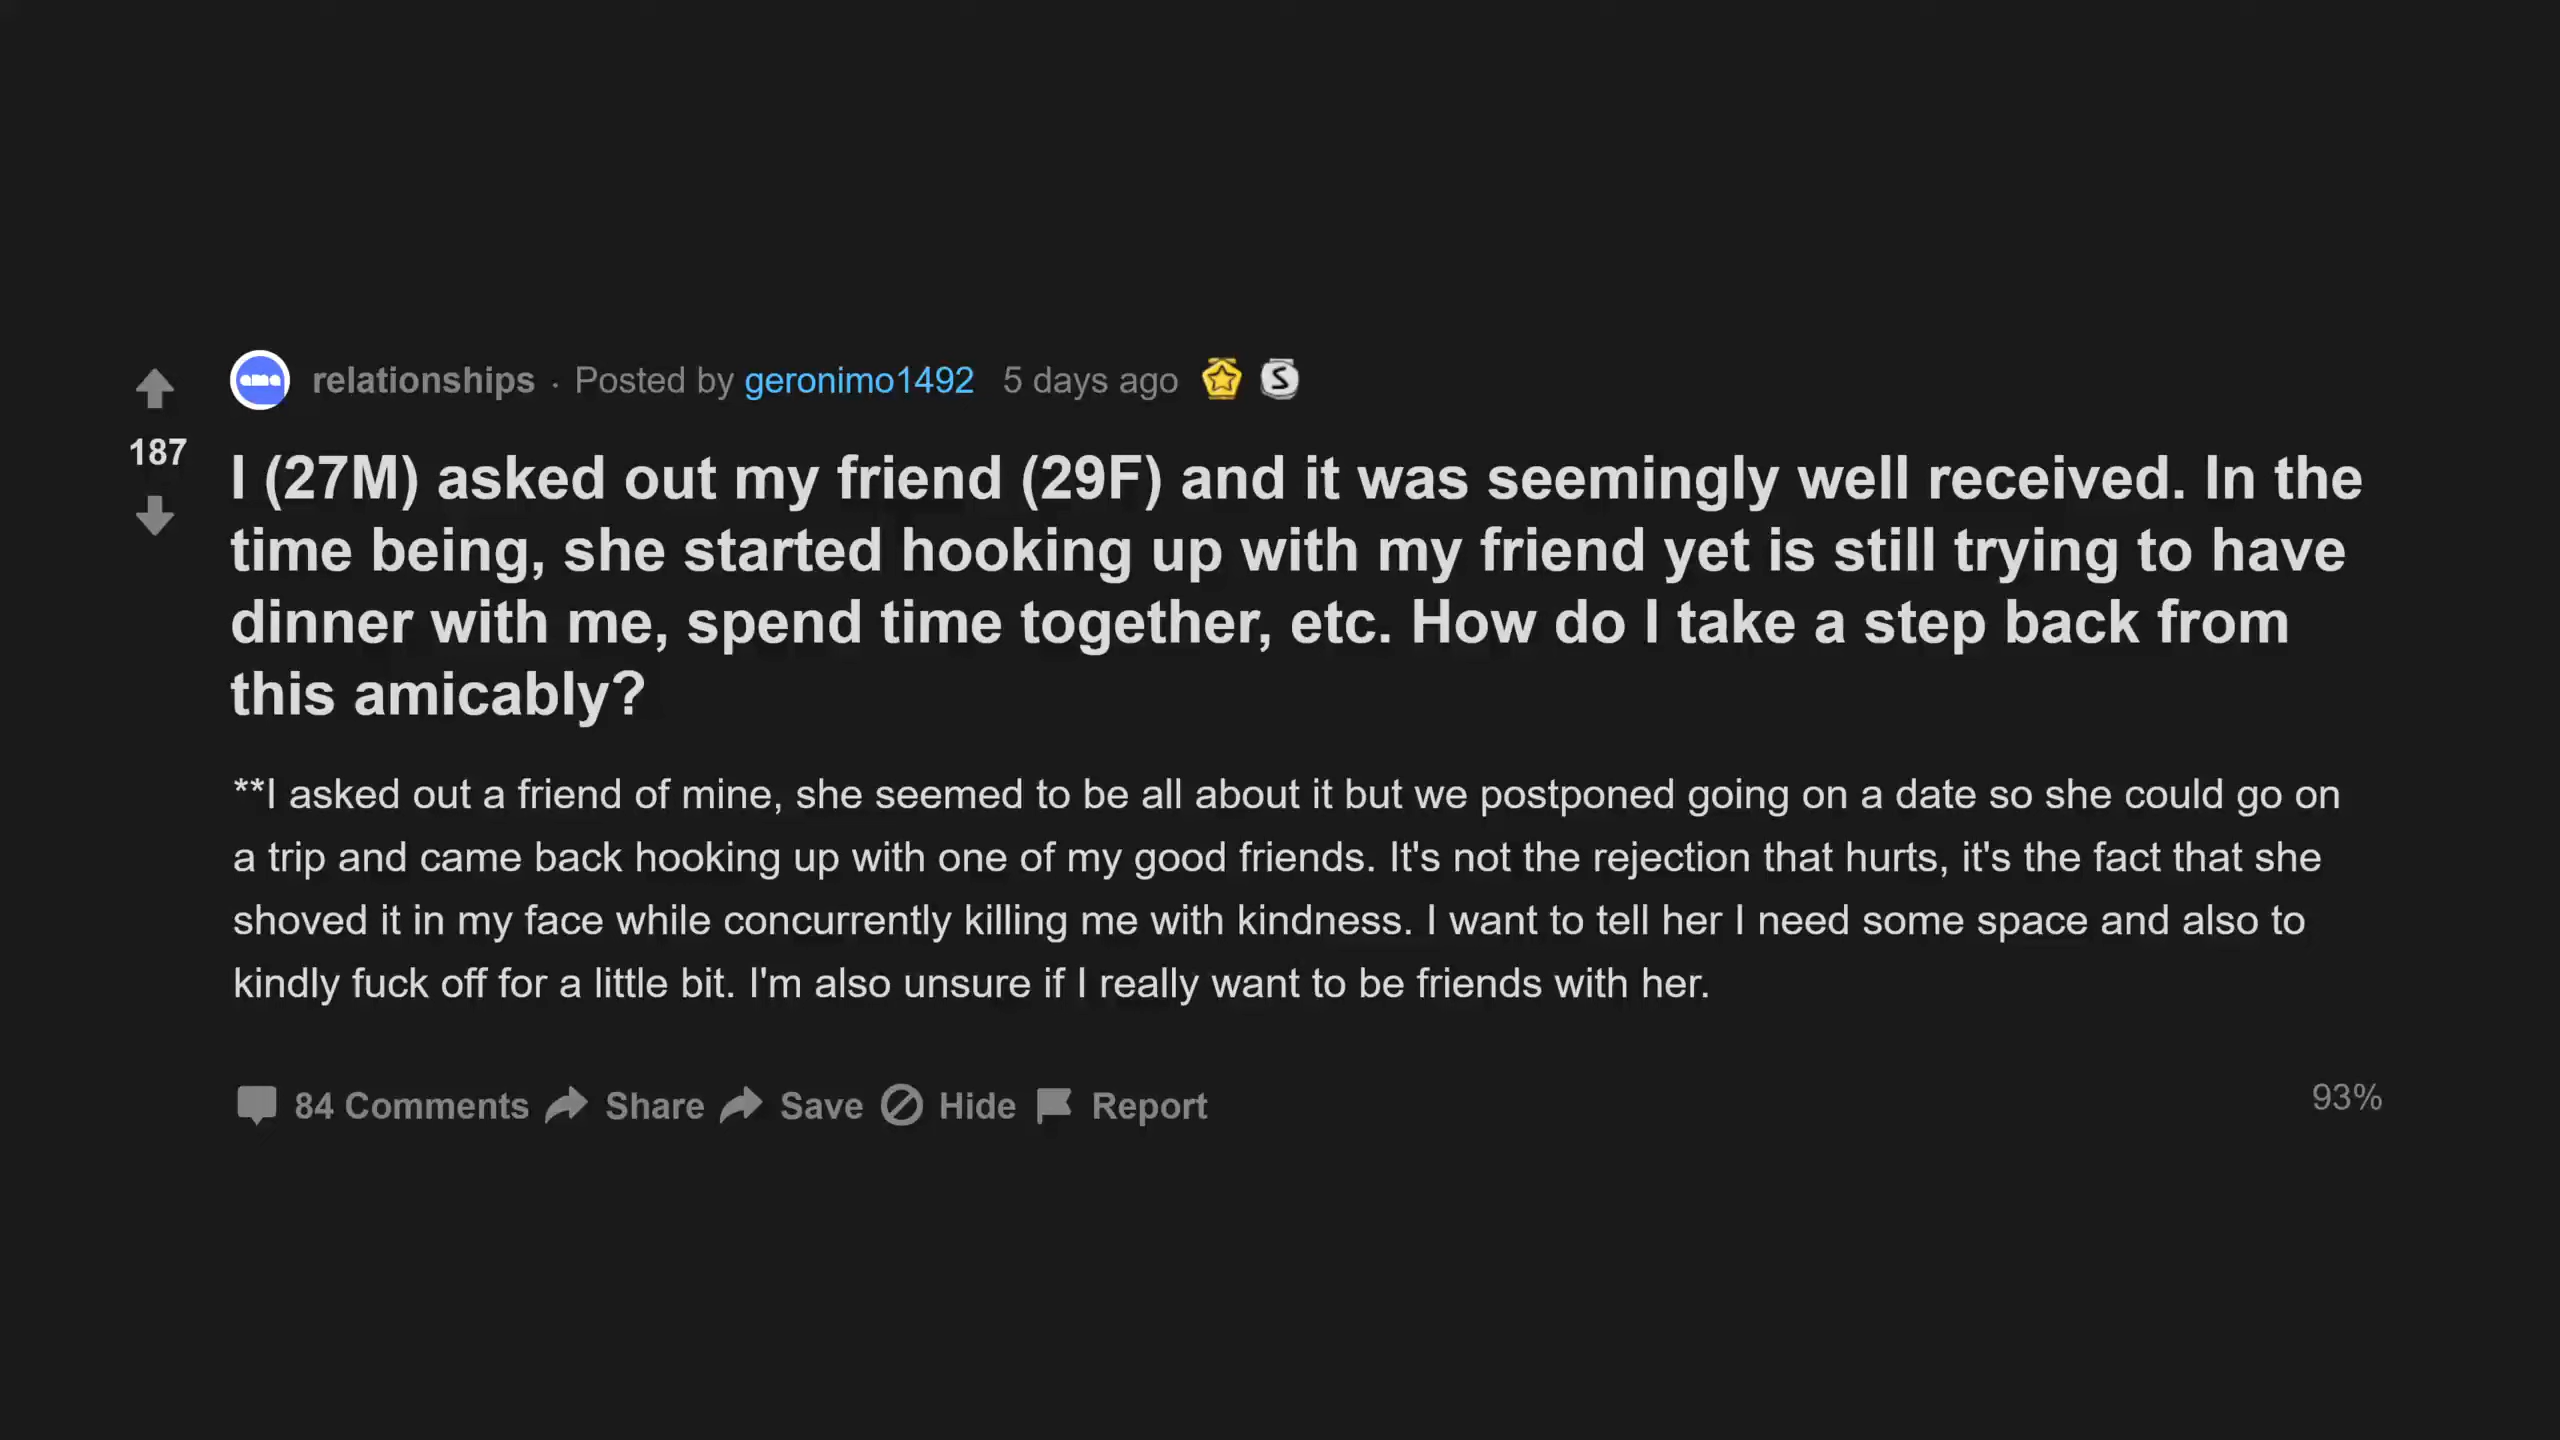 relationships · Posted by geronimo1492 5 days ago
187
I (27M) asked out my friend (29F) and it was seemingly well received. In the
time being, she started hooking up with my friend yet is still trying to have
dinner with me, spend time together, etc. How do I take a step back from
this amicably?
**I asked out a friend of mine, she seemed to be all about it but we postponed going on a date so she could go on
a trip and came back hooking up with one of my good friends. It's not the rejection that hurts, it's the fact that she
shoved it in my face while concurrently killing me with kindness. I want to tell her I need some space and also to
kindly fuck off for a little bit. I'm also unsure if I really want to be friends with her.
84 Comments Share Save Hide Report
93%